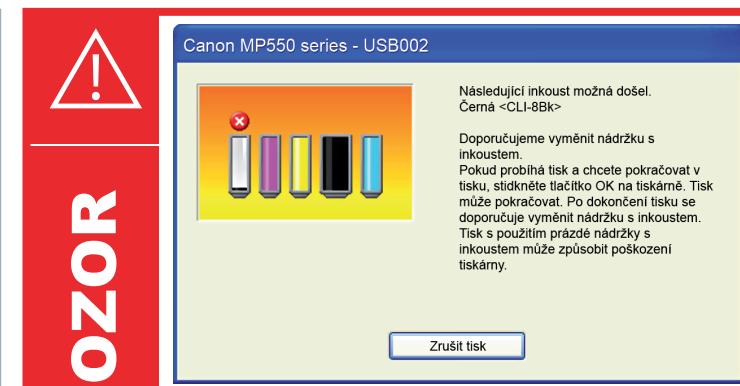 Canon MP550 series - USB002
Následující inkoust možná došel.
Černá <CLI-8Bk>
Doporučujeme vyměnit nádržku s
inkoustem.
Pokud probíhá tisk a chcete pokračovat v
tisku, stidkněte tlačítko OK na tiskárně. Tisk
může pokračovat. Po dokončení tisku se
doporučuje vyměnit nádržku s inkoustem.
Tisk s použitím prázdé nádržky s
inkoustem může způsobit poškození
tiskárny.
Zrušit tisk
OZOR